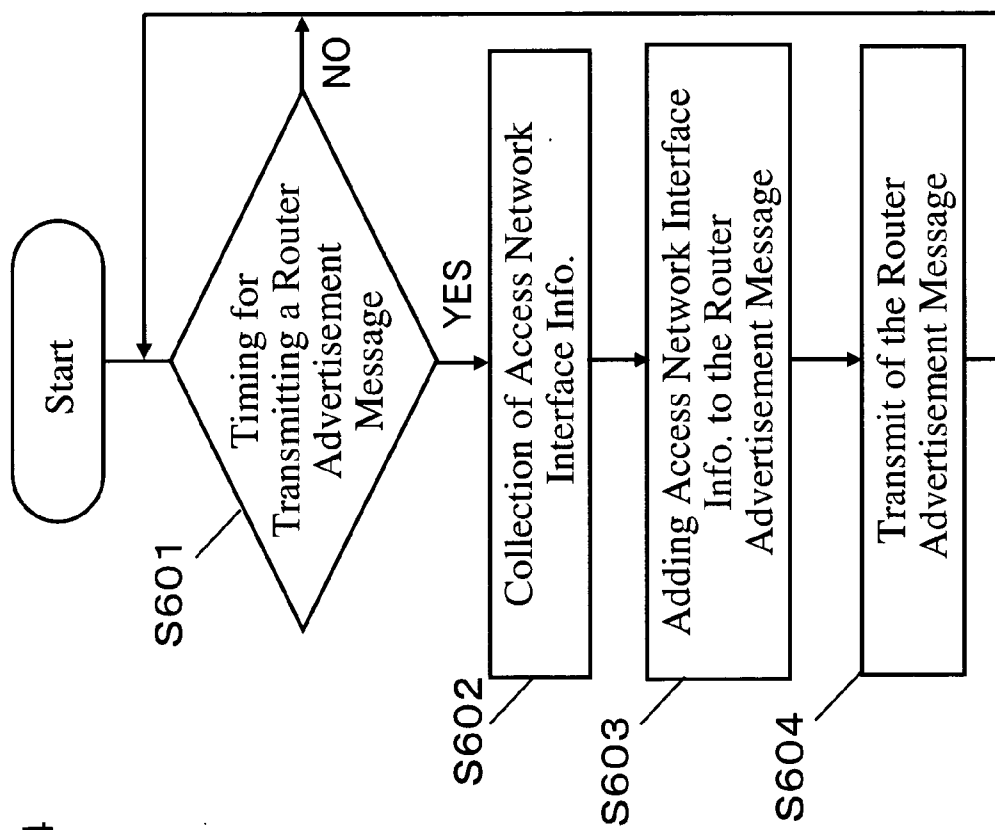 Start
S601
Timing for
Transmitting a Router
Advertisement
Message
NO
YES
S602
Collection of Access Network
Interface Info.
S603
Adding Access Network Interface
Info. to the Router
Advertisement Message
S604
Transmit of the Router
Advertisement Message